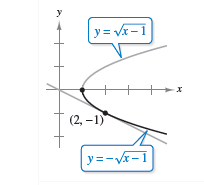 y
y = √x − 1
x
(2, −1)
y = −√x − 1